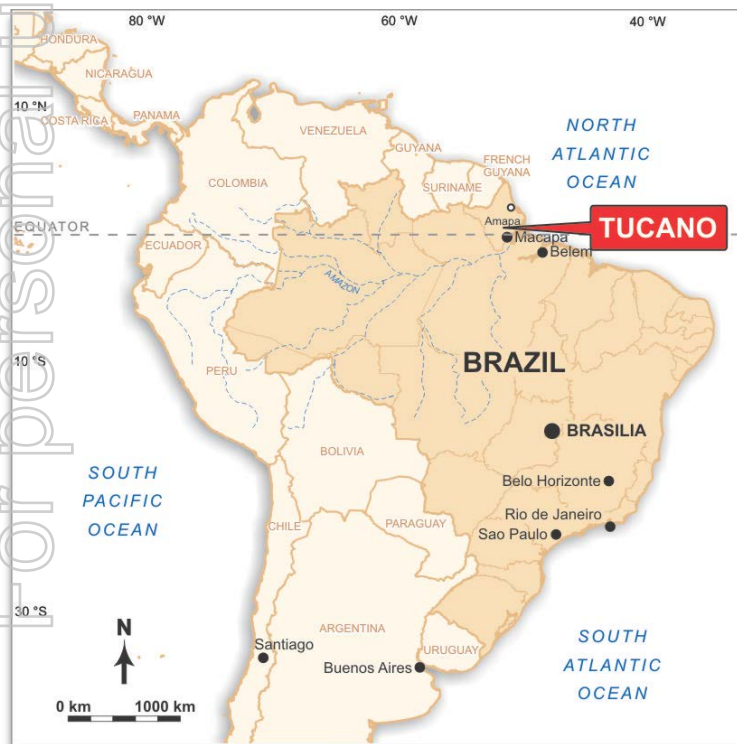 80 °W
60 °W
40 °W
HONDURA
NICARAGUA
10 °N
COSTA RICA
PANAMA
VENEZUELA
GUYANA
FRENCH
GUYANA
SURINAME
COLOMBIA
NORTH
ATLANTIC
OCEAN
Amapa
EQUATOR
TUCANO
Macapa
Belem
ECUADOR
AMAZON
10 °S
PERU
BRAZIL
BRASILIA
BOLIVIA
SOUTH
PACIFIC
OCEAN
Belo Horizonte
Rio de Janeiro
Sao Paulo
CHILE
PARAGUAY
30 °S
ARGENTINA
URUGUAY
N
Santiago
Buenos Aires
SOUTH
ATLANTIC
OCEAN
0 km 1000 km
For personal u